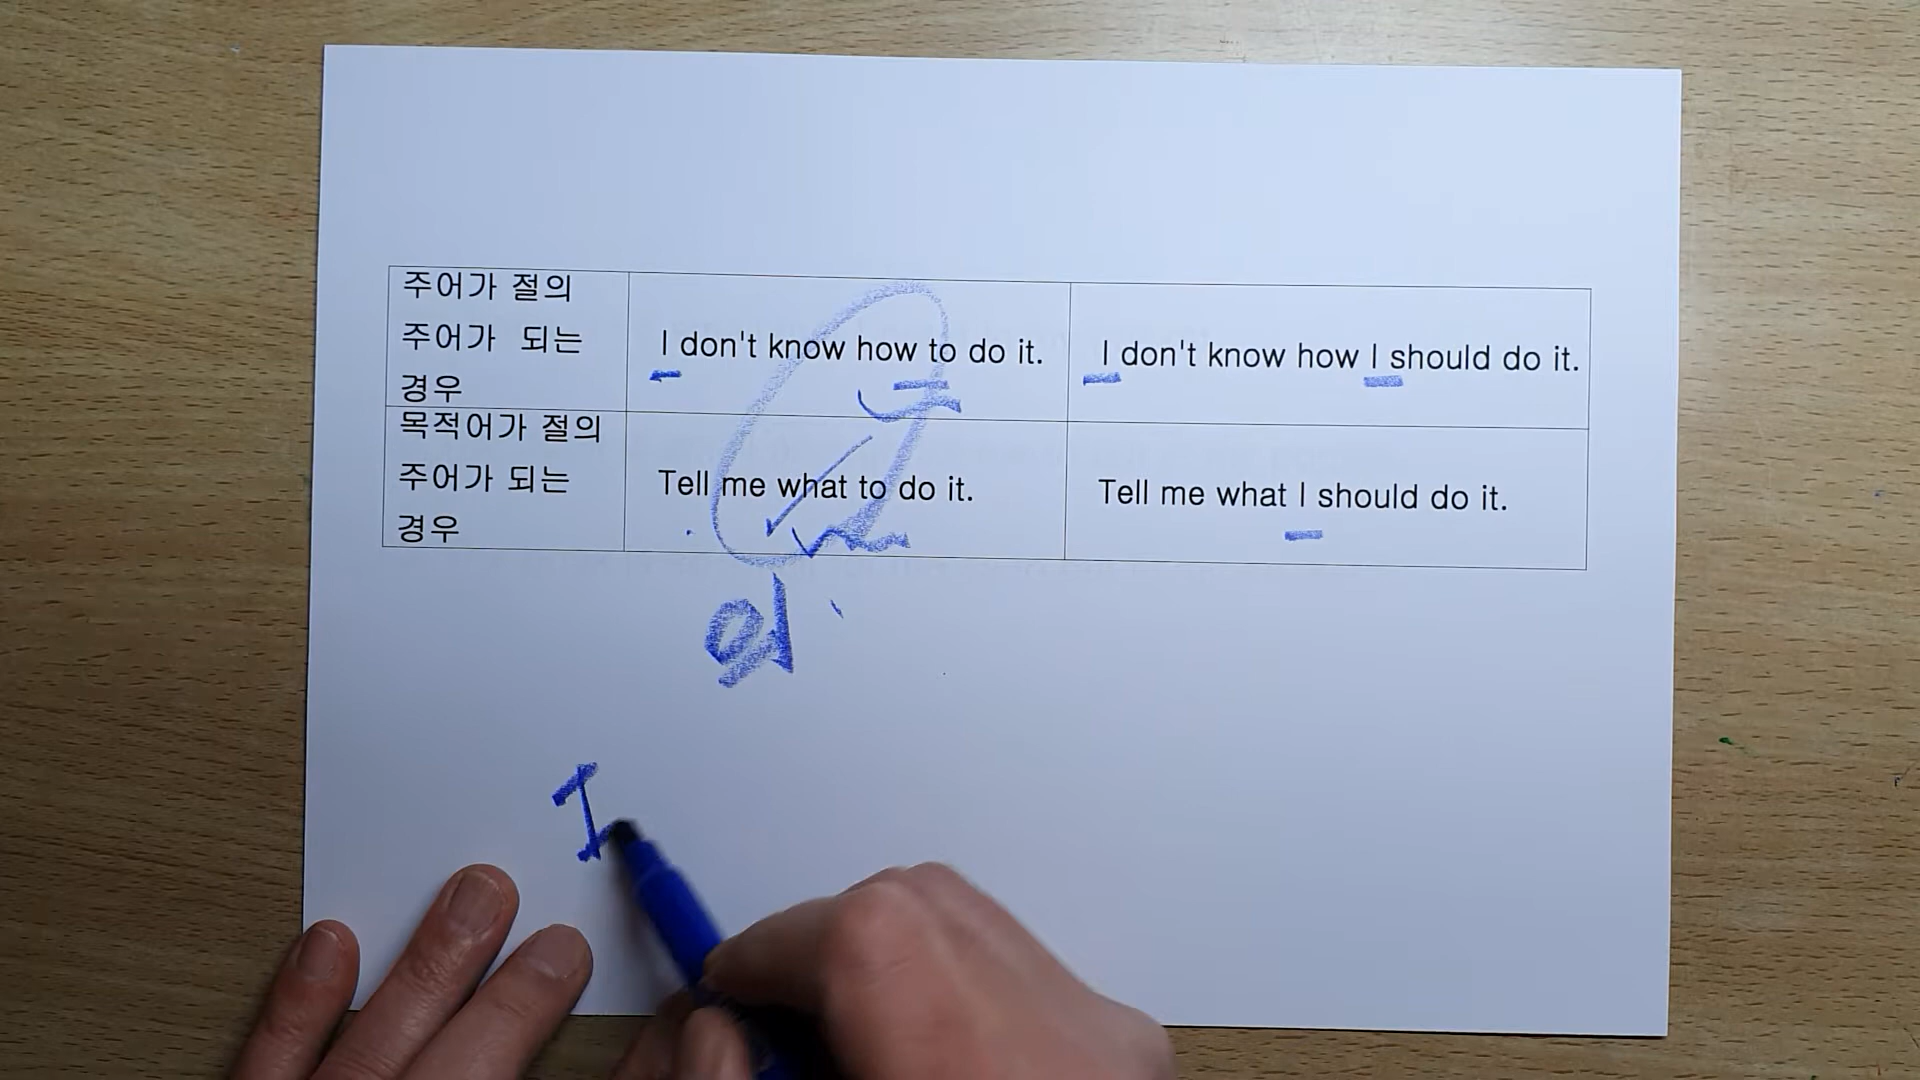 주어가 절의
주어가 되는
경우
I don't know how to do it.
I don't know how I should do it.
목적어가 절의
주어가 되는
경우
Tell me what to do it.
Tell me what I should do it.
의
I